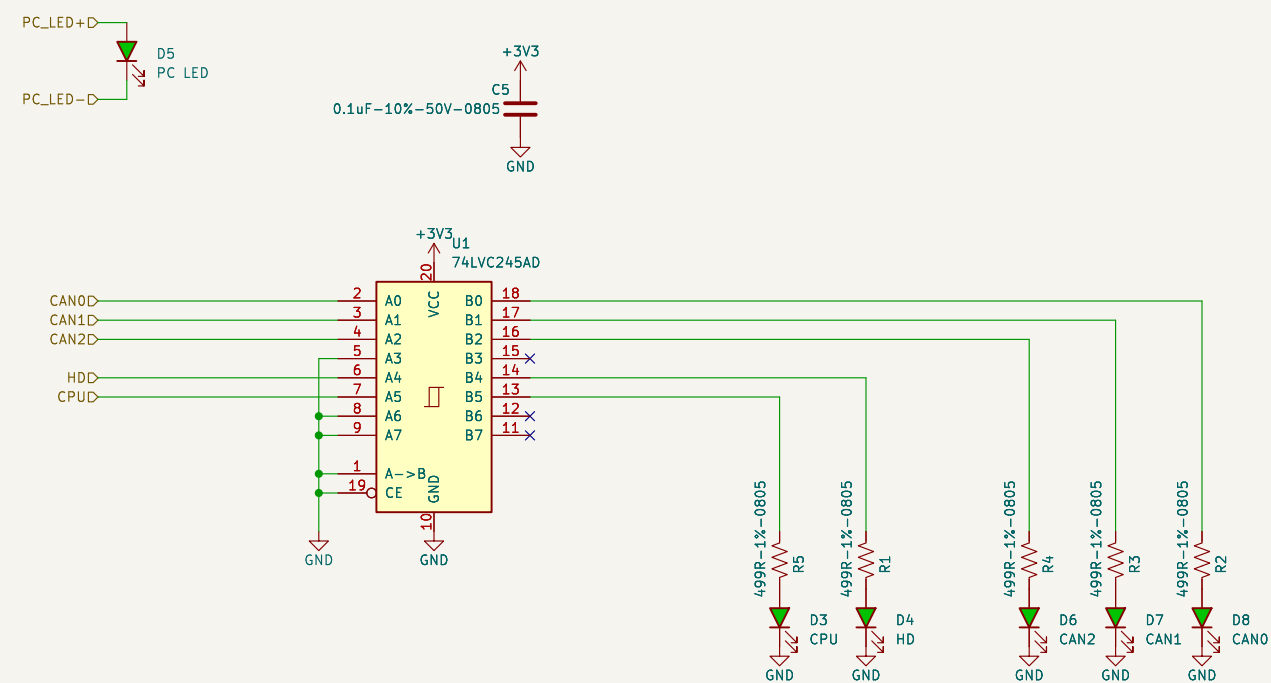 PC_LED+
D5
PC LED
PC_LED-
+3V3
C5
0.1uF-10%-50V-0805
GND
+3V3
U1
74LVC245AD
20
VCC
CAN0 2 A0 B0 18
CAN1 3 A1 B1 17
CAN2 4 A2 B2 16
5 A3 B3 15
HD 6 A4 B4 14
CPU 7 A5 B5 13
8 A6 B6 12
9 A7 B7 11
1 A->B
19 CE
GND
10
GND
GND
499R-1%-0805
R5
499R-1%-0805
R1
499R-1%-0805
R4
499R-1%-0805
R3
499R-1%-0805
R2
D3
CPU
GND
D4
HD
GND
D6
CAN2
GND
D7
CAN1
GND
D8
CAN0
GND